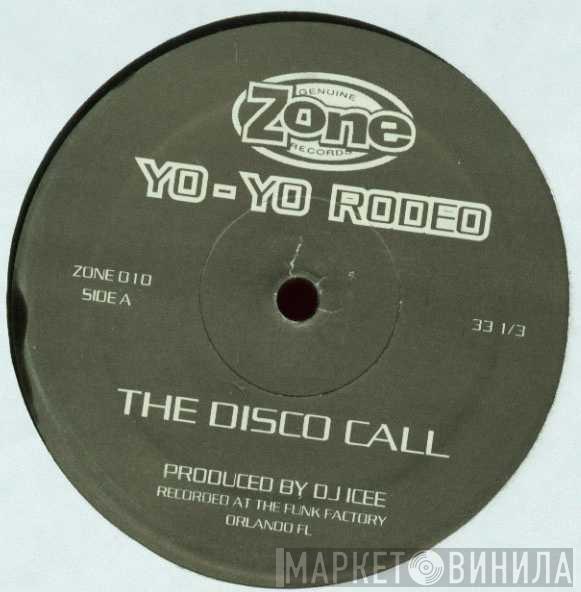 GENUINE
Zone
RECORDS
YO-YO RODEO
ZONE 010
SIDE A
33 1/3
THE DISCO CALL
PRODUCED BY DJ ICEE
RECORDED AT THE FUNK FACTORY
ORLANDO FL
МАРКЕТ ВИНИЛА